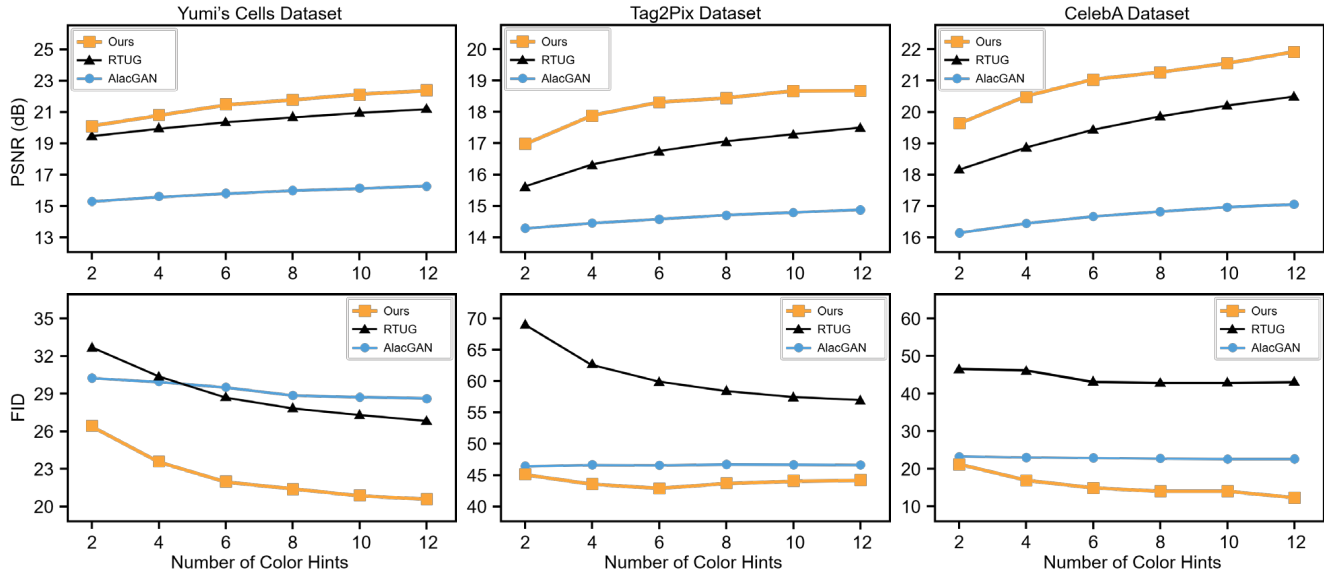 Yumi's Cells Dataset
PSNR (dB)
25
23
21
19
17
15
13
Ours
RTUG
AlacGAN
2 4 6 8 10 12
Tag2Pix Dataset
20
19
18
17
16
15
14
Ours
RTUG
AlacGAN
2 4 6 8 10 12
CelebA Dataset
22
21
20
19
18
17
16
Ours
RTUG
AlacGAN
2 4 6 8 10 12
FID
35
32
29
26
23
20
Ours
RTUG
AlacGAN
2 4 6 8 10 12
Number of Color Hints
70
65
60
55
50
45
40
Ours
RTUG
AlacGAN
2 4 6 8 10 12
Number of Color Hints
60
50
40
30
20
10
Ours
RTUG
AlacGAN
2 4 6 8 10 12
Number of Color Hints